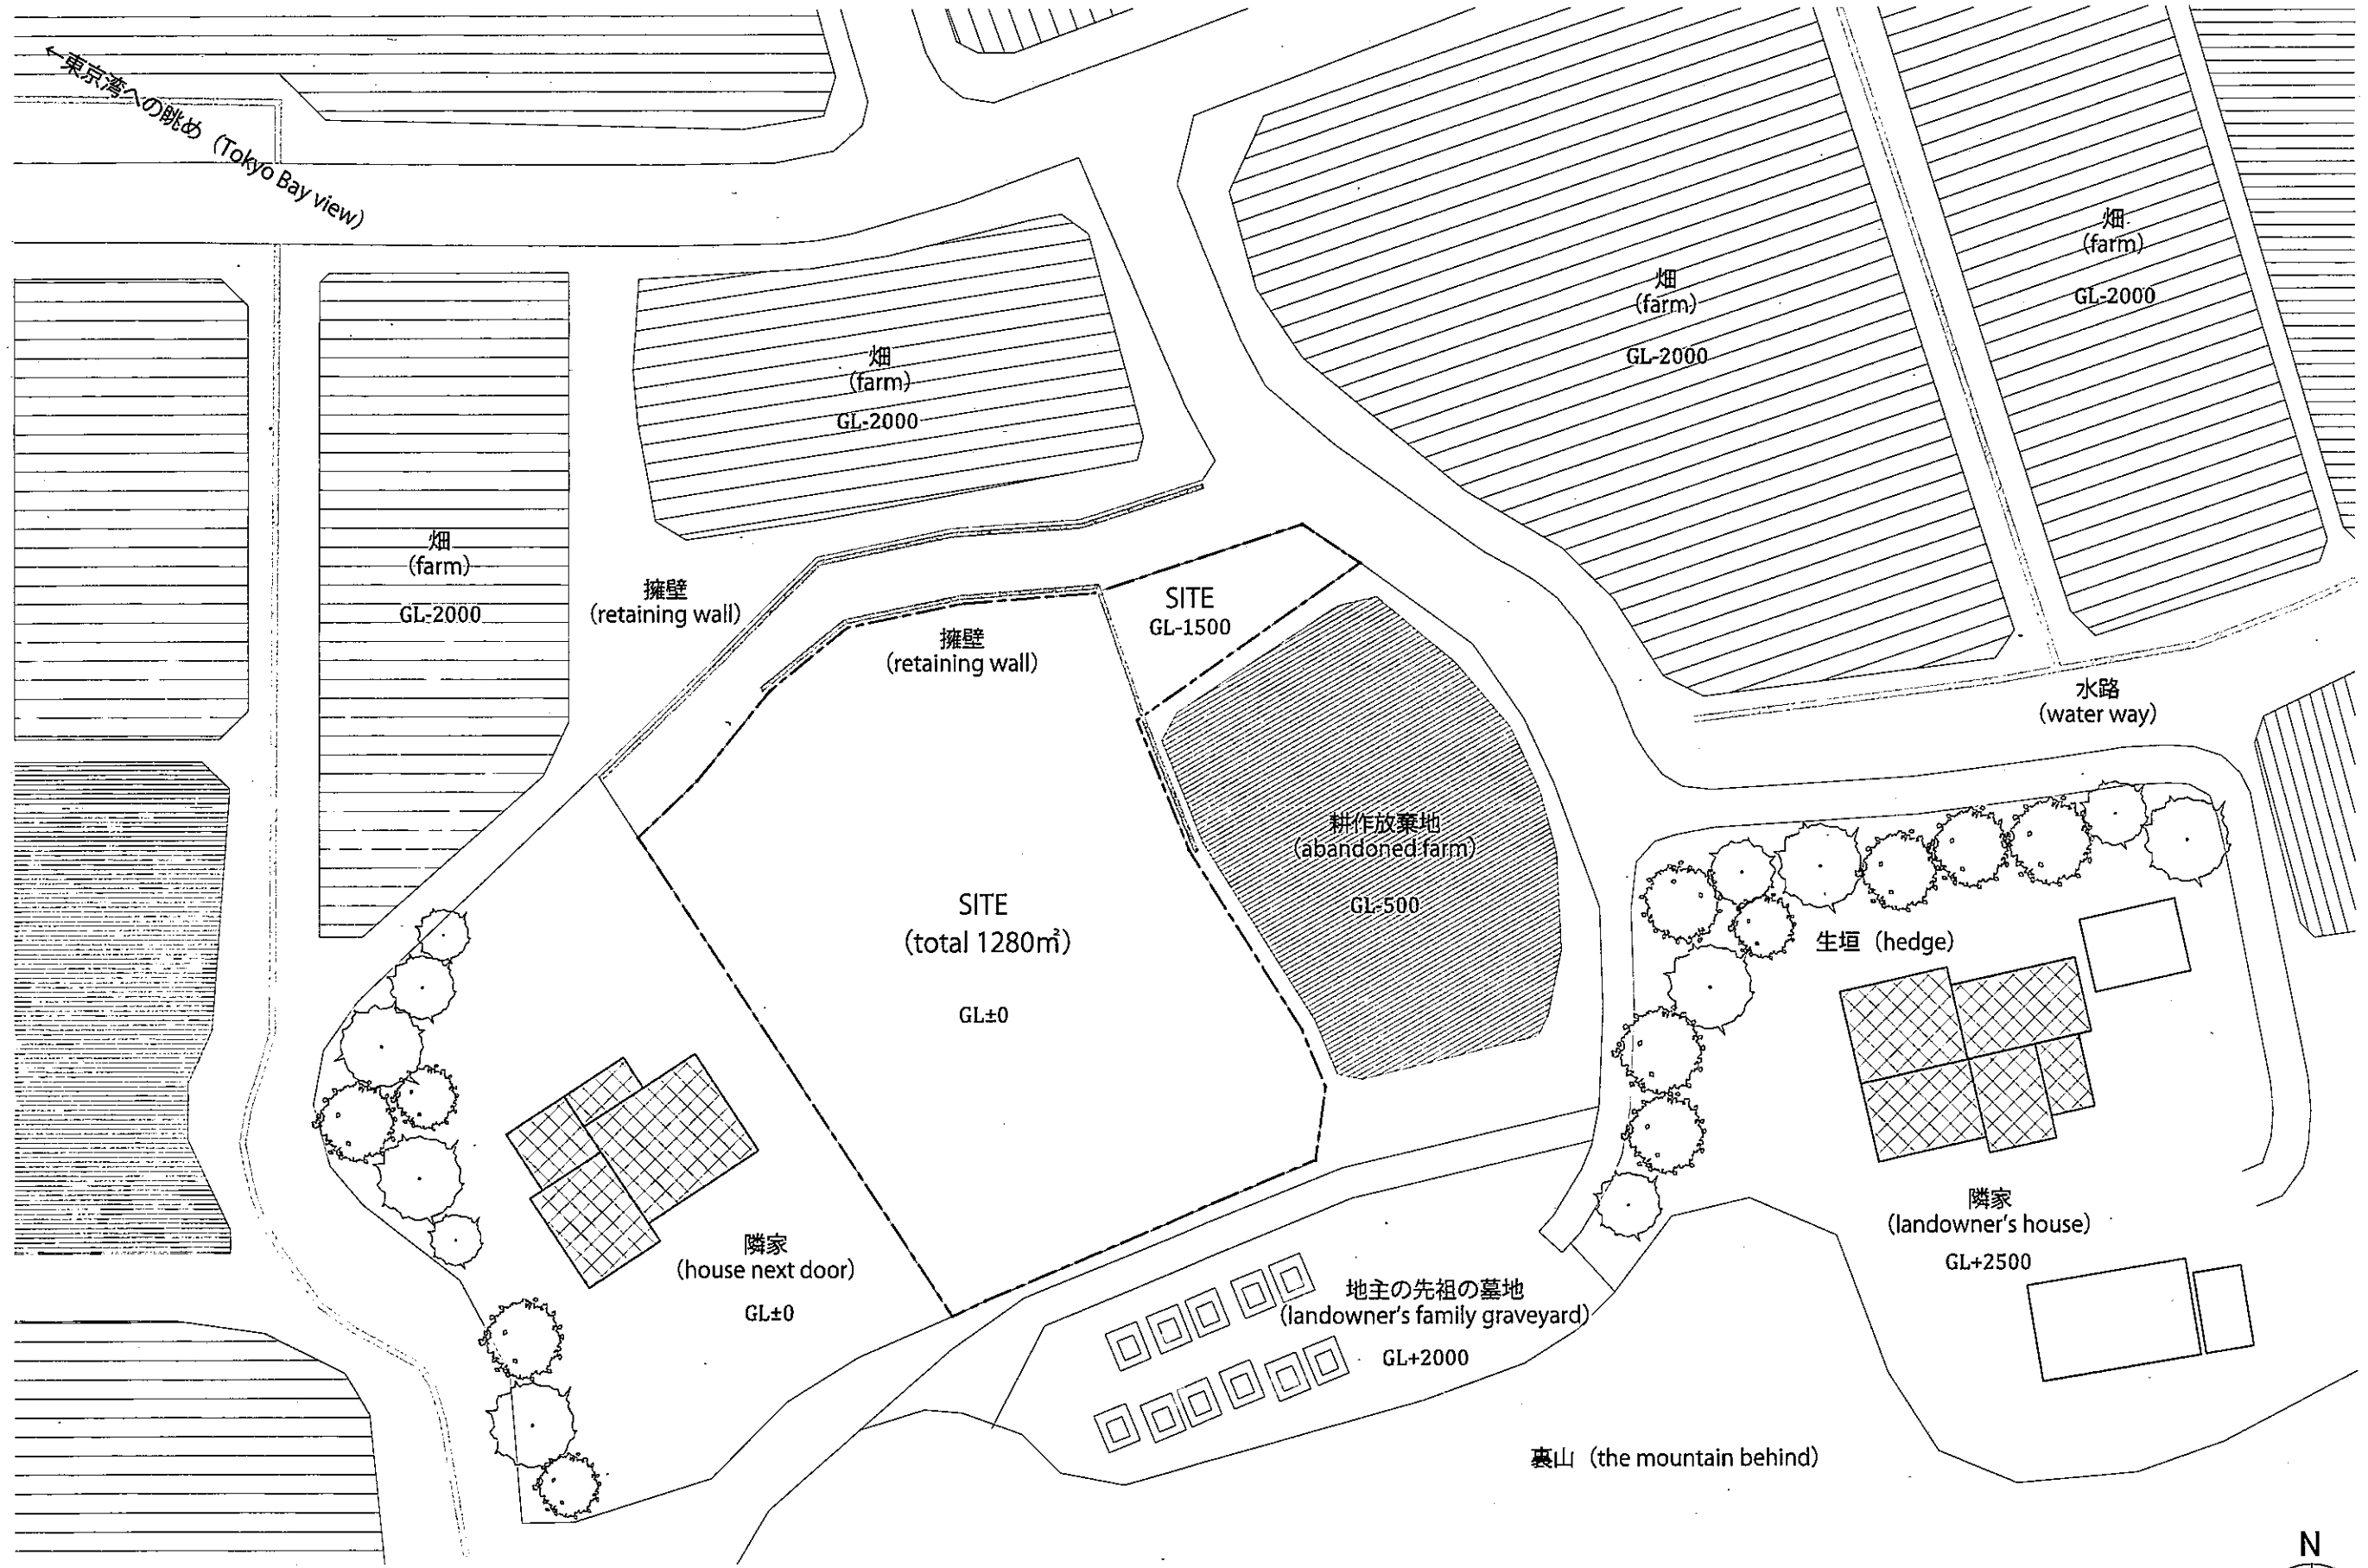 ←東京湾への眺め（Tokyo Bay view）
畑
(farm)
GL-2000
畑
(farm)
GL-2000
畑
(farm)
GL-2000
畑
(farm)
GL-2000
擁壁
(retaining wall)
擁壁
(retaining wall)
SITE
GL-1500
水路
(water way)
耕作放棄地
(abandoned farm)
GL-500
SITE
(total 1280㎡)
GL±0
生垣（hedge）
隣家
(landowner's house)
GL+2500
隣家
(house next door)
GL±0
地主の先祖の墓地
(landowner's family graveyard)
GL+2000
裏山（the mountain behind）
N